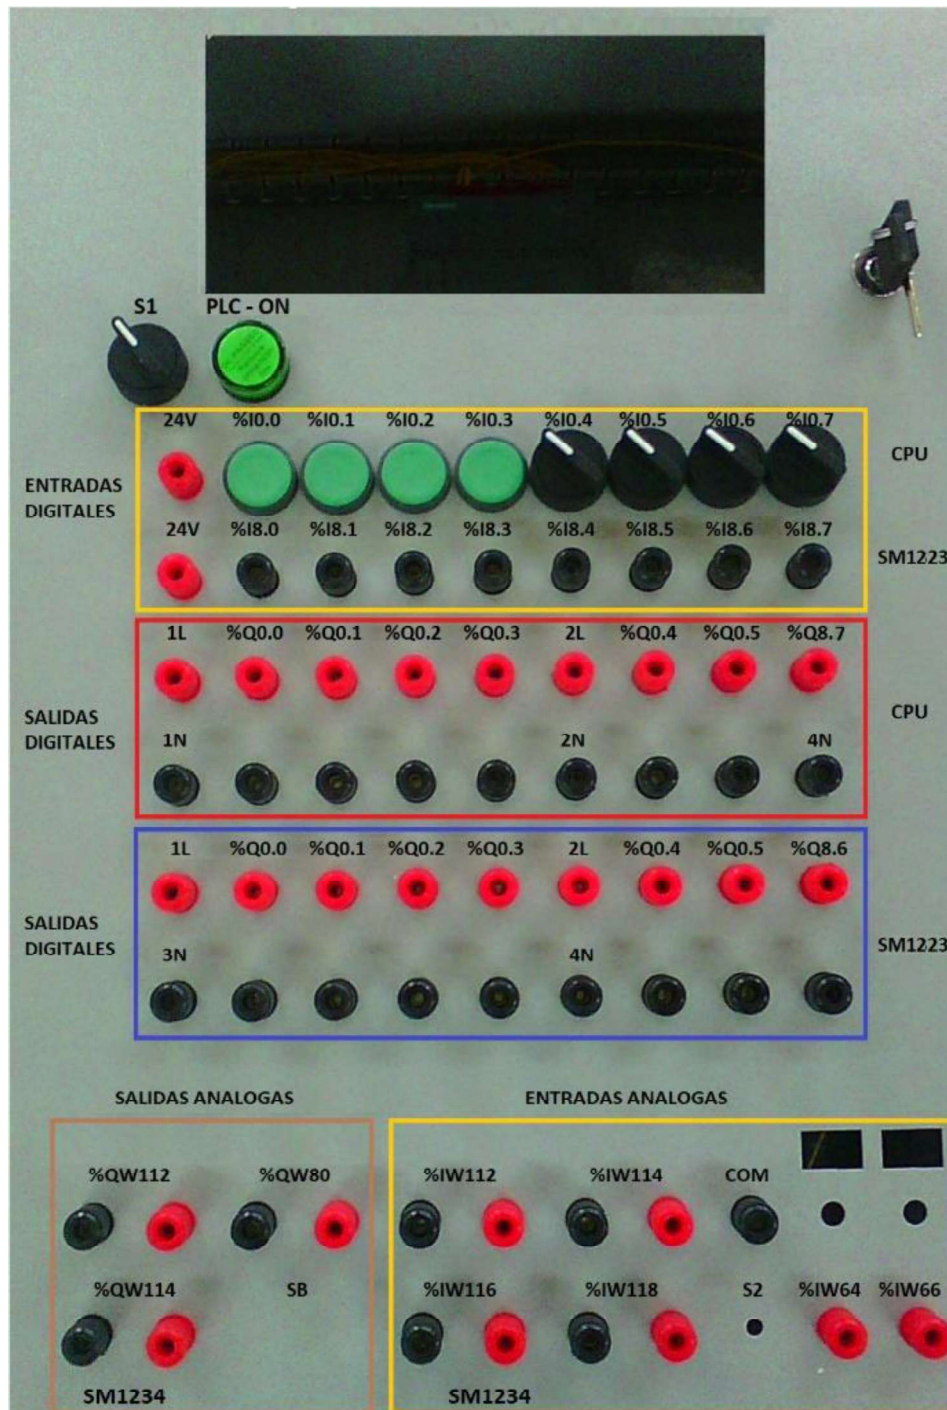 S1 PLC - ON
24V %I0.0 %I0.1 %I0.2 %I0.3 %I0.4 %I0.5 %I0.6 %I0.7
CPU
ENTRADAS
DIGITALES
24V %I8.0 %I8.1 %I8.2 %I8.3 %I8.4 %I8.5 %I8.6 %I8.7
SM1223
1L %Q0.0 %Q0.1 %Q0.2 %Q0.3 2L %Q0.4 %Q0.5 %Q8.7
SALIDAS
DIGITALES
CPU
1N 2N 4N
1L %Q0.0 %Q0.1 %Q0.2 %Q0.3 2L %Q0.4 %Q0.5 %Q8.6
SALIDAS
DIGITALES
SM1223
3N 4N
SALIDAS ANALOGAS
%QW112 %QW80
%QW114 SB
SM1234
ENTRADAS ANALOGAS
%IW112 %IW114 COM
%IW116 %IW118 S2 %IW64 %IW66
SM1234